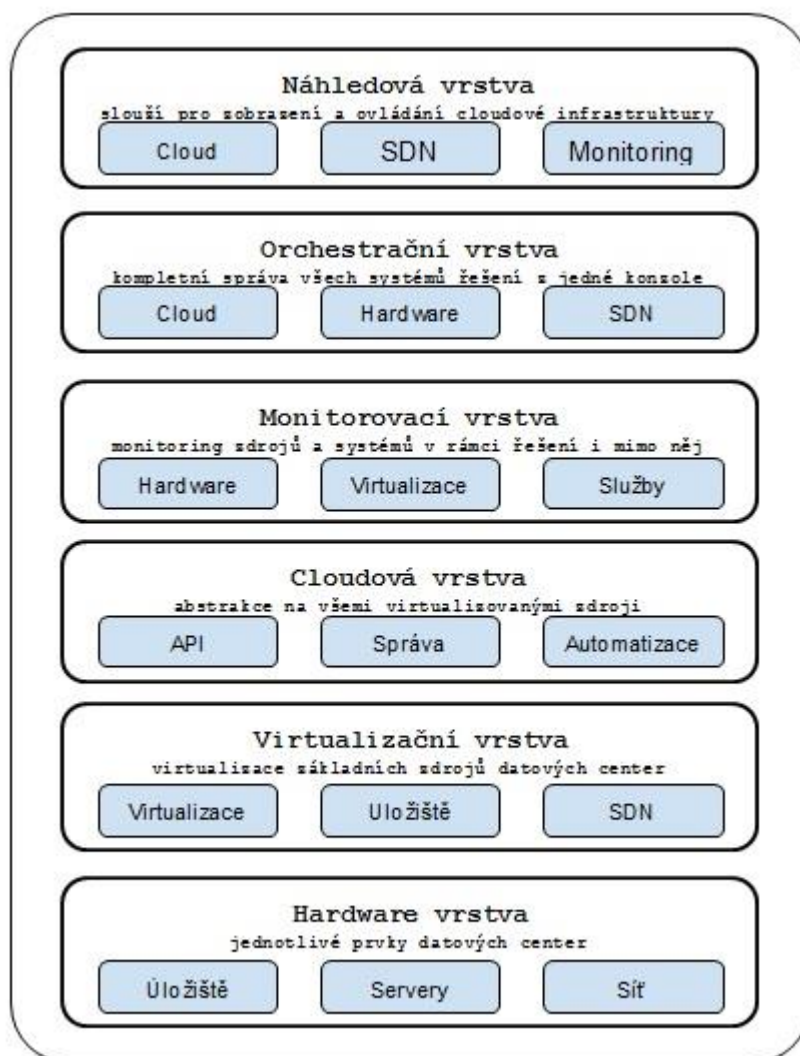 Náhledová vrstva
slouží pro zobrazení a ovládání cloudové infrastruktury
Cloud SDN Monitoring
Orchestrační vrstva
kompletní správa všech systémů řešení z jedné konzole
Cloud Hardware SDN
Monitorovací vrstva
monitoring zdrojů a systémů v rámci řešení i mimo něj
Hardware Virtualizace Služby
Cloudová vrstva
abstrakce na všemi virtualizovanými zdroji
API Správa Automatizace
Virtualizační vrstva
virtualizace základních zdrojů datových center
Virtualizace Uložiště SDN
Hardware vrstva
jednotlivé prvky datových center
Úložiště Servery Síť